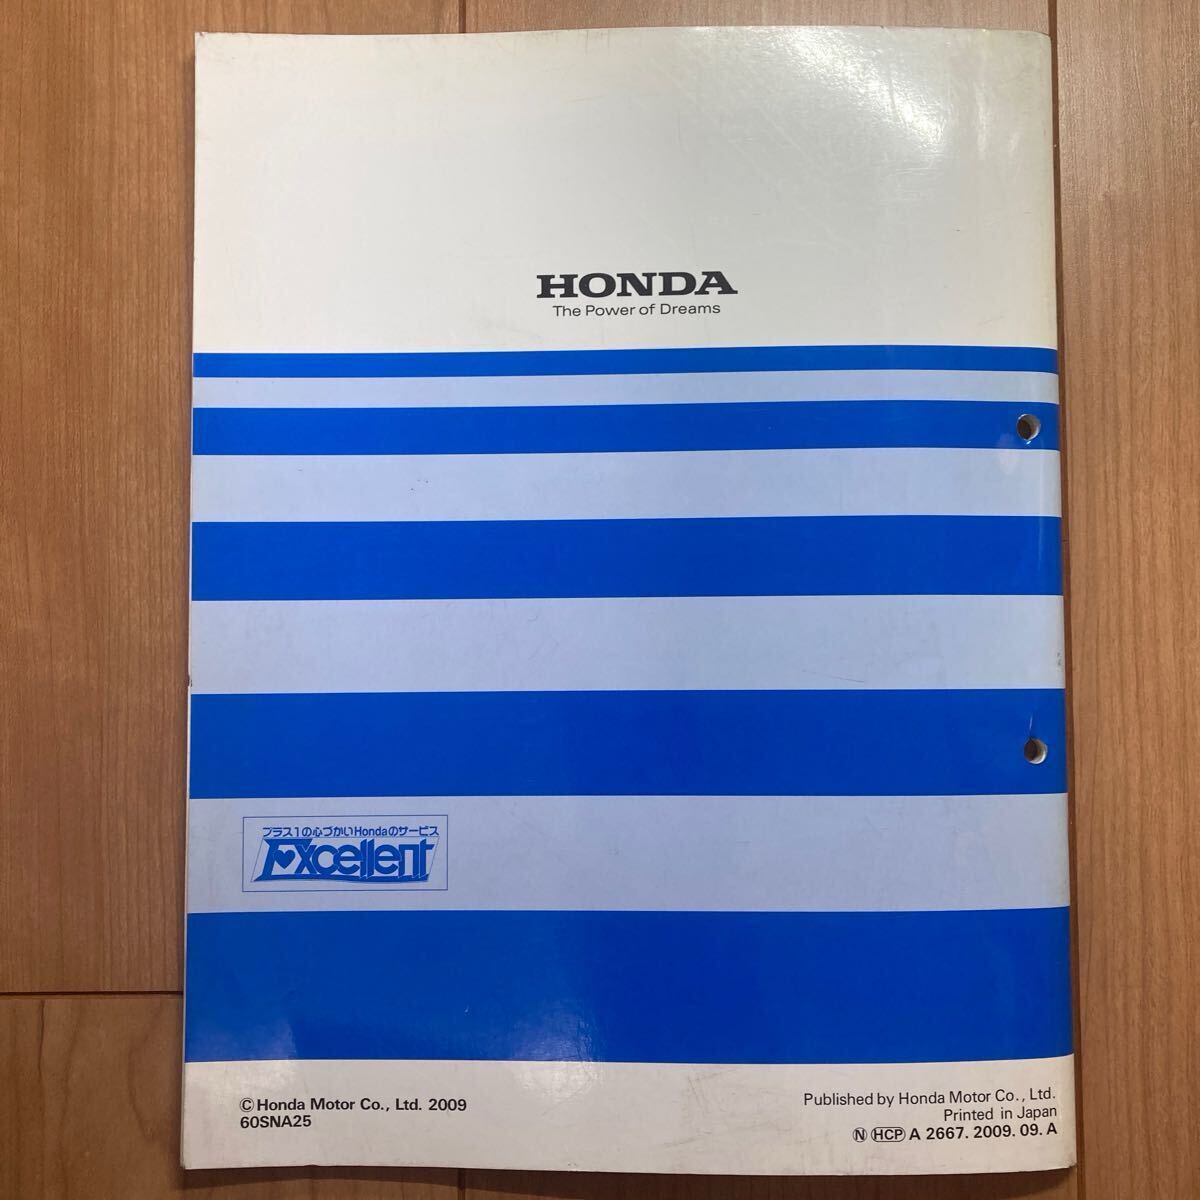 HONDA
The Power of Dreams
プラス1の心づかいHondaのサービス
Excellent
©Honda Motor Co., Ltd. 2009
60SNA25
Published by Honda Motor Co., Ltd.
Printed in Japan
Ⓝ HCP A 2667. 2009. 09. A